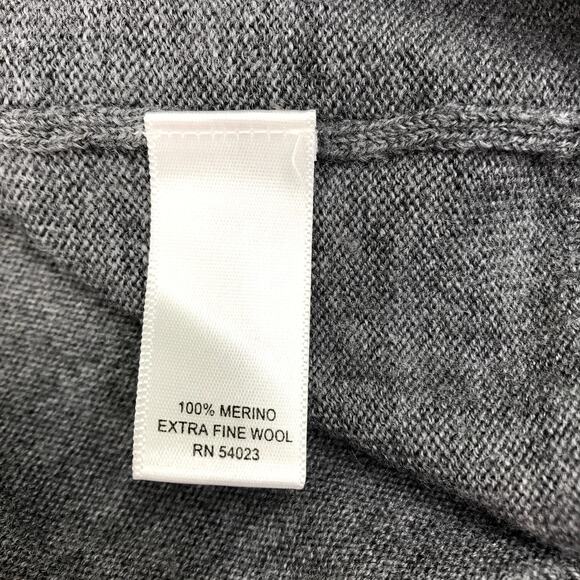 100% MERINO
EXTRA FINE WOOL
RN 54023